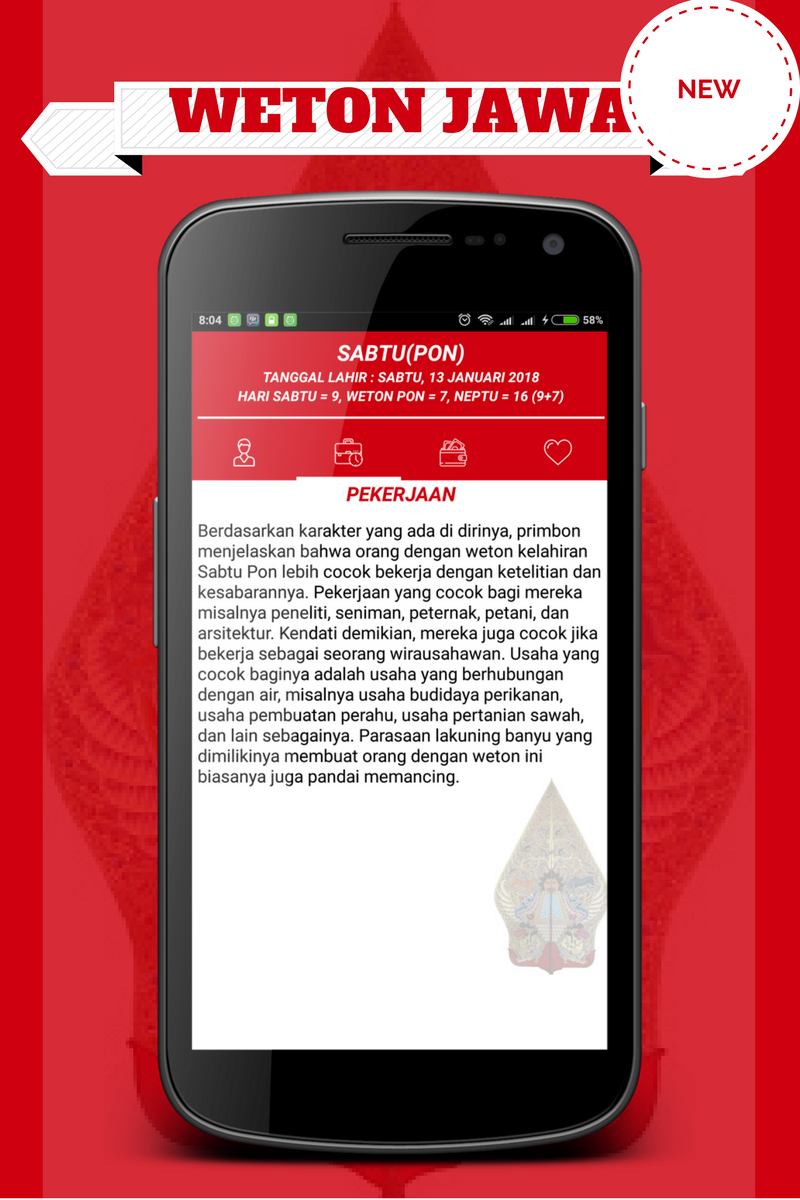 WETON JAWA
NEW
8:04
58%
SABTU(PON)
TANGGAL LAHIR : SABTU, 13 JANUARI 2018
HARI SABTU = 9, WETON PON = 7, NEPTU = 16 (9+7)
PEKERJAAN
Berdasarkan karakter yang ada di dirinya, primbon
menjelaskan bahwa orang dengan weton kelahiran
Sabtu Pon lebih cocok bekerja dengan ketelitian dan
kesabarannya. Pekerjaan yang cocok bagi mereka
misalnya peneliti, seniman, peternak, petani, dan
arsitektur. Kendati demikian, mereka juga cocok jika
bekerja sebagai seorang wirausahawan. Usaha yang
cocok baginya adalah usaha yang berhubungan
dengan air, misalnya usaha budidaya perikanan,
usaha pembuatan perahu, usaha pertanian sawah,
dan lain sebagainya. Parasaan lakuning banyu yang
dimilikinya membuat orang dengan weton ini
biasanya juga pandai memancing.